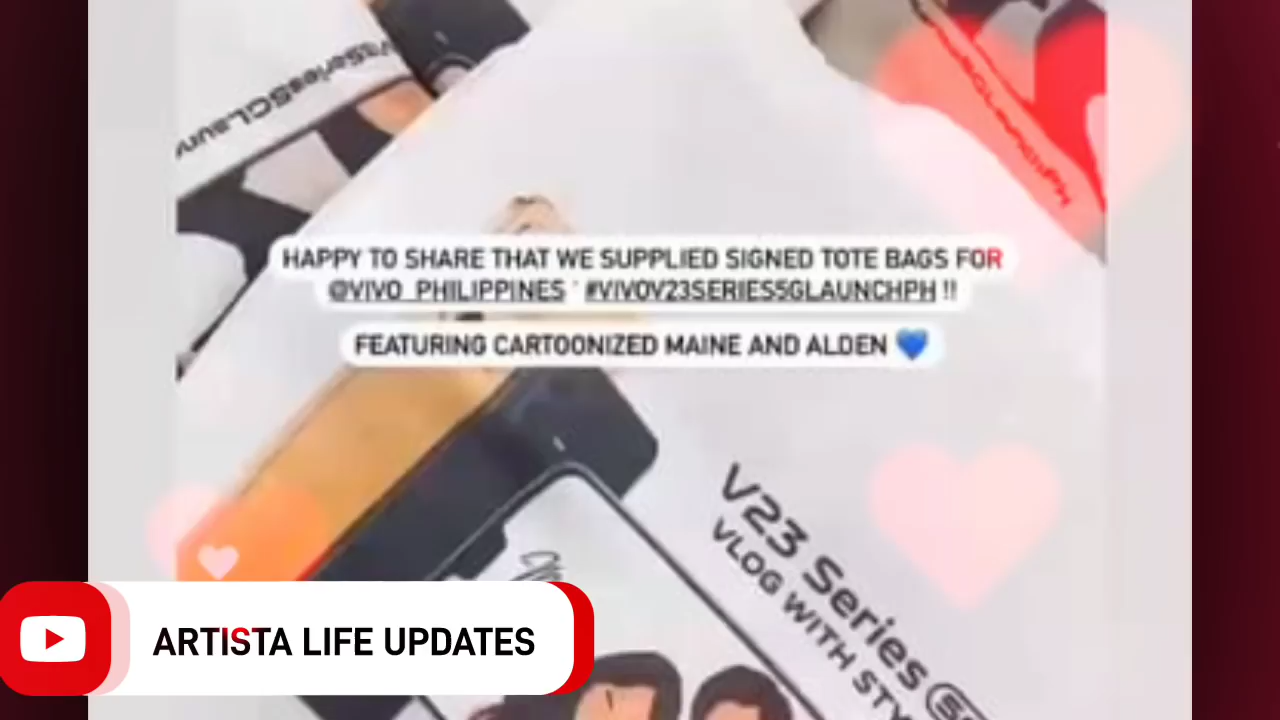 HAPPY TO SHARE THAT WE SUPPLIED SIGNED TOTE BAGS FOR
@VIVO_PHILIPPINES ' #VIVOV23SERIES5GLAUNCHPH !!
FEATURING CARTOONIZED MAINE AND ALDEN 💙
V23 Series
VLOG WITH STY
ARTISTA LIFE UPDATES